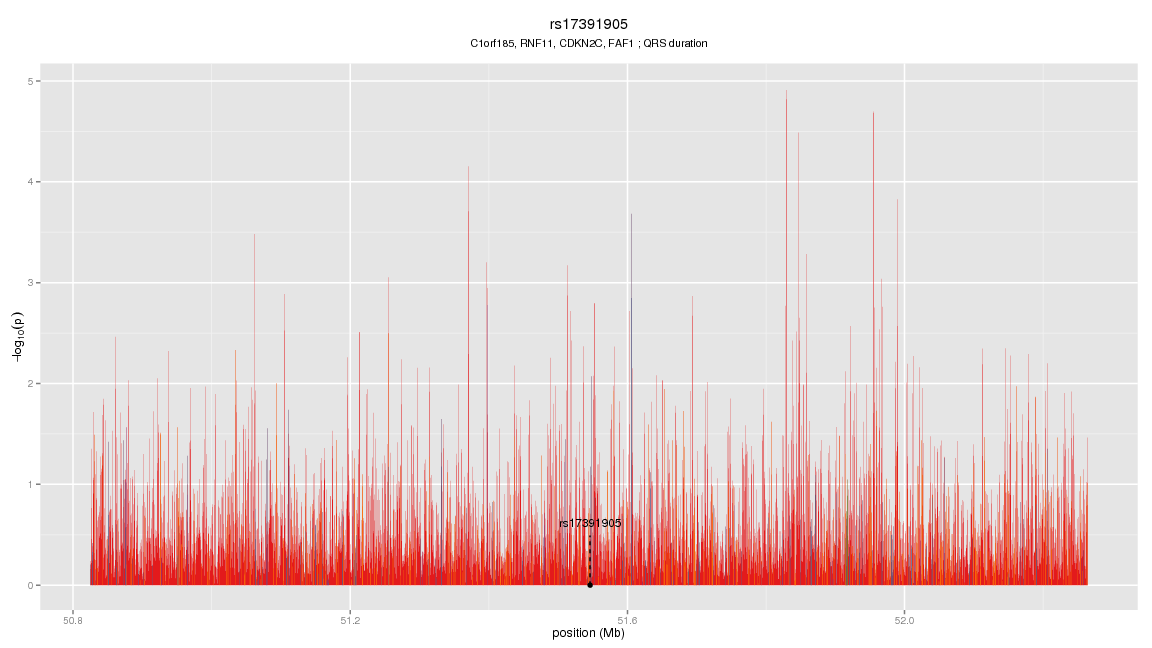 rs17391905
C1orf185, RNF11, CDKN2C, FAF1 ; QRS duration
5
4
3
2
1
0
−log10(p)
rs17391905
50.8
51.2
51.6
52.0
position (Mb)